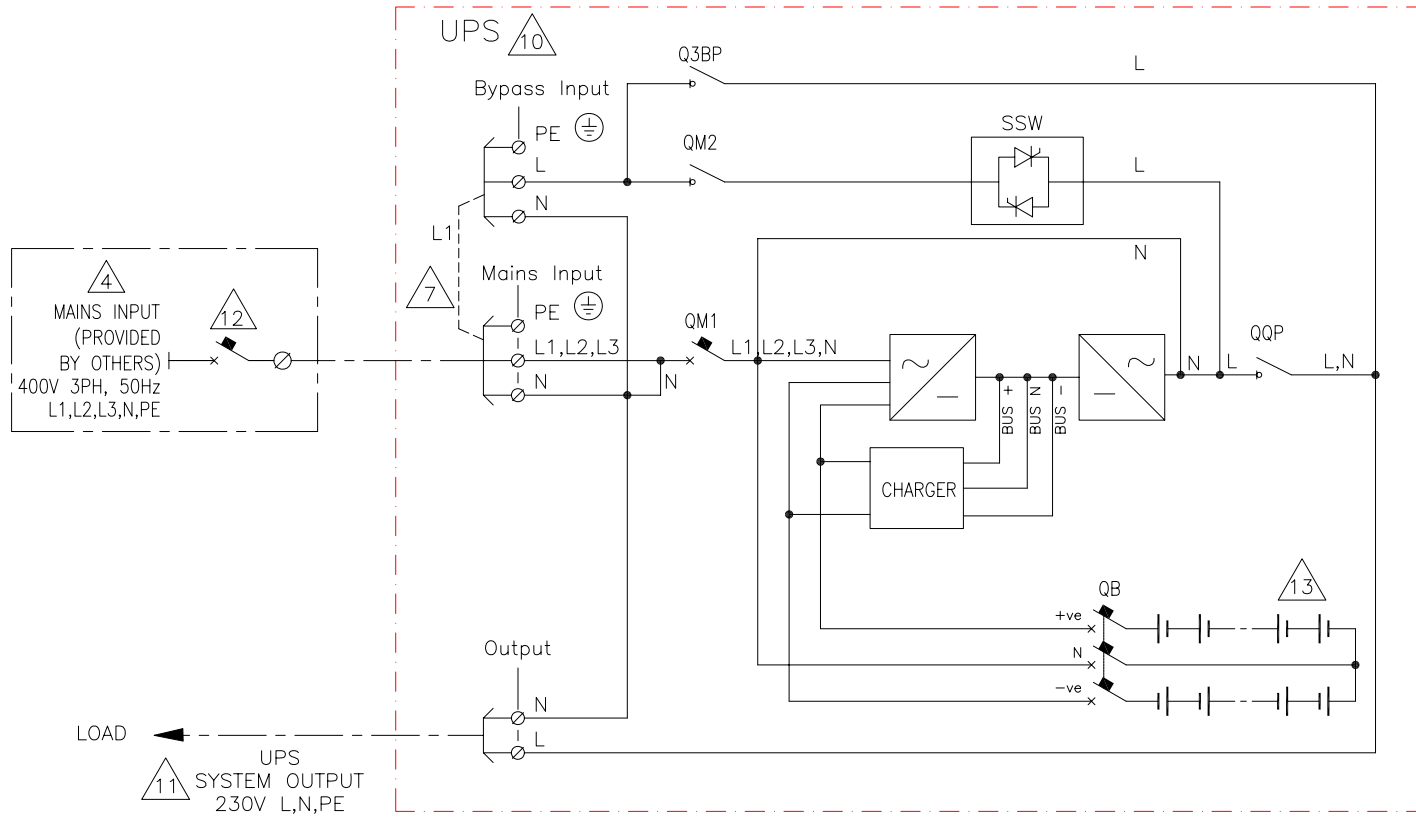 UPS 10
Q3BP
L
Bypass Input
PE
QM2
SSW
L
L
N
L1
N
4
7
Mains Input
12
MAINS INPUT
(PROVIDED
BY OTHERS)
400V 3PH, 50Hz
L1,L2,L3,N,PE
PE
L1,L2,L3
N
N
QM1
L1,L2,L3,N
QQP
N
L
L,N
BUS +
BUS N
BUS -
CHARGER
13
QB
+ve
N
-ve
Output
N
L
LOAD
UPS
11 SYSTEM OUTPUT
230V L,N,PE